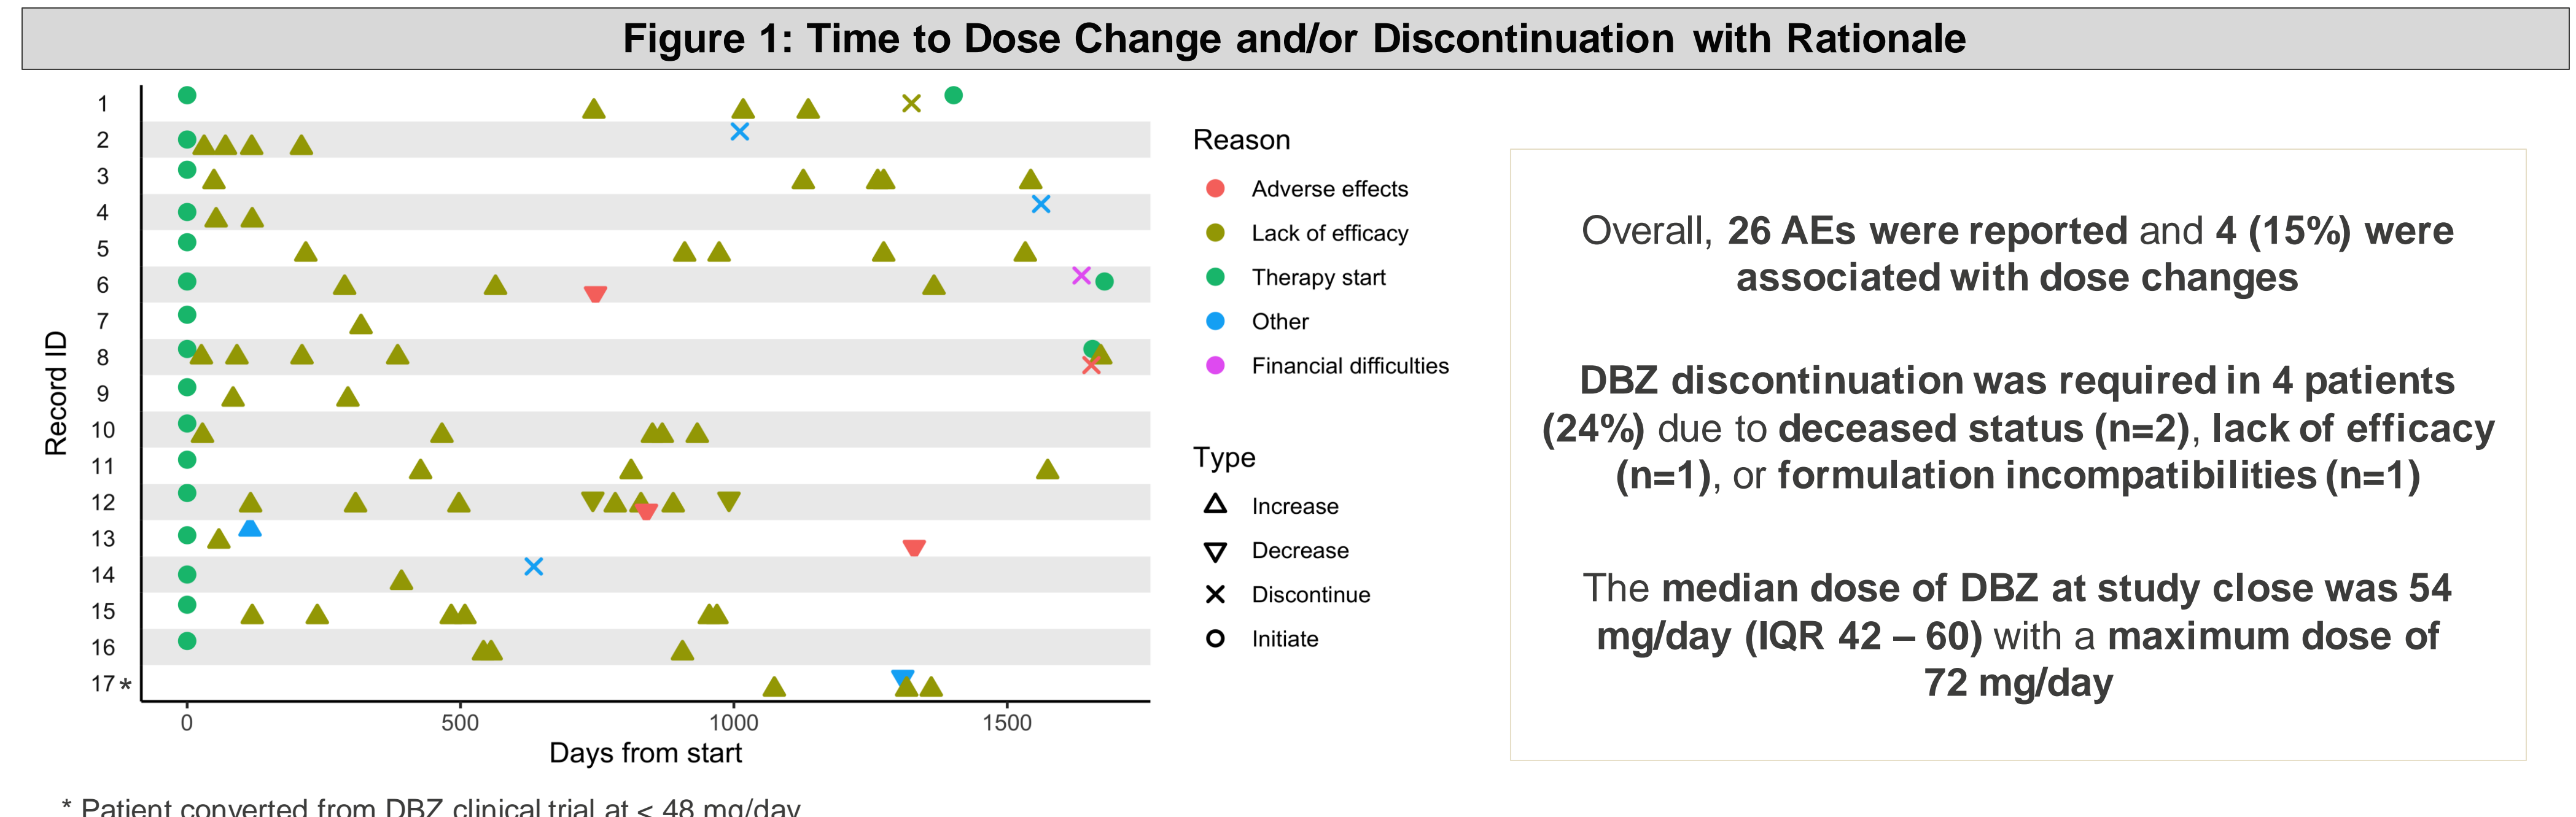 Figure 1: Time to Dose Change and/or Discontinuation with Rationale
Record ID
1
2
3
4
5
6
7
8
9
10
11
12
13
14
15
16
17*
0 500 1000 1500
Days from start
* Patient converted from DBZ clinical trial at < 48 mg/day
Reason
Adverse effects
Lack of efficacy
Therapy start
Other
Financial difficulties
Type
Increase
Decrease
Discontinue
Initiate
Overall, 26 AEs were reported and 4 (15%) were
associated with dose changes
DBZ discontinuation was required in 4 patients
(24%) due to deceased status (n=2), lack of efficacy
(n=1), or formulation incompatibilities (n=1)
The median dose of DBZ at study close was 54
mg/day (IQR 42 – 60) with a maximum dose of
72 mg/day